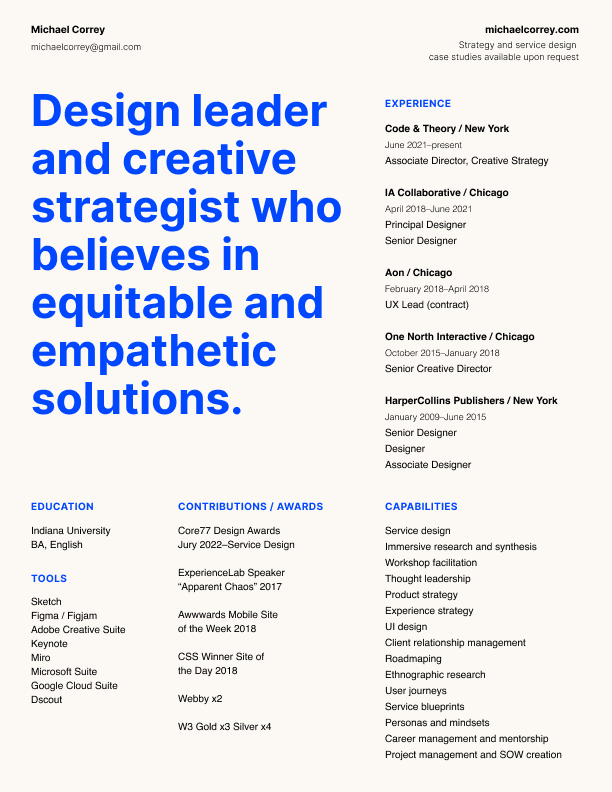 Michael Correy
michaelcorrey@gmail.com
michaelcorrey.com
Strategy and service design
case studies available upon request
Design leader
and creative
strategist who
believes in
equitable and
empathetic
solutions.
EXPERIENCE
Code & Theory / New York
June 2021–present
Associate Director, Creative Strategy
IA Collaborative / Chicago
April 2018–June 2021
Principal Designer
Senior Designer
Aon / Chicago
February 2018–April 2018
UX Lead (contract)
One North Interactive / Chicago
October 2015–January 2018
Senior Creative Director
HarperCollins Publishers / New York
January 2009–June 2015
Senior Designer
Designer
Associate Designer
EDUCATION
Indiana University
BA, English
TOOLS
Sketch
Figma / Figjam
Adobe Creative Suite
Keynote
Miro
Microsoft Suite
Google Cloud Suite
Dscout
CONTRIBUTIONS / AWARDS
Core77 Design Awards
Jury 2022–Service Design
ExperienceLab Speaker
“Apparent Chaos” 2017
Awwwards Mobile Site
of the Week 2018
CSS Winner Site of
the Day 2018
Webby x2
W3 Gold x3 Silver x4
CAPABILITIES
Service design
Immersive research and synthesis
Workshop facilitation
Thought leadership
Product strategy
Experience strategy
UI design
Client relationship management
Roadmaping
Ethnographic research
User journeys
Service blueprints
Personas and mindsets
Career management and mentorship
Project management and SOW creation